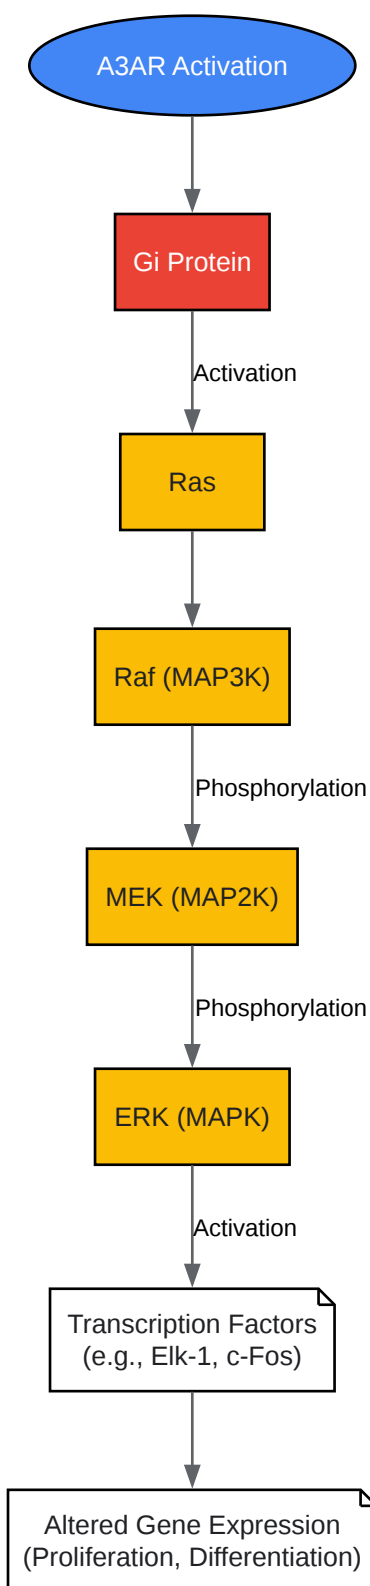 A3AR Activation
Gi Protein
Activation
Ras
Raf (MAP3K)
Phosphorylation
MEK (MAP2K)
Phosphorylation
ERK (MAPK)
Activation
Transcription Factors
(e.g., Elk-1, c-Fos)
Altered Gene Expression
(Proliferation, Differentiation)